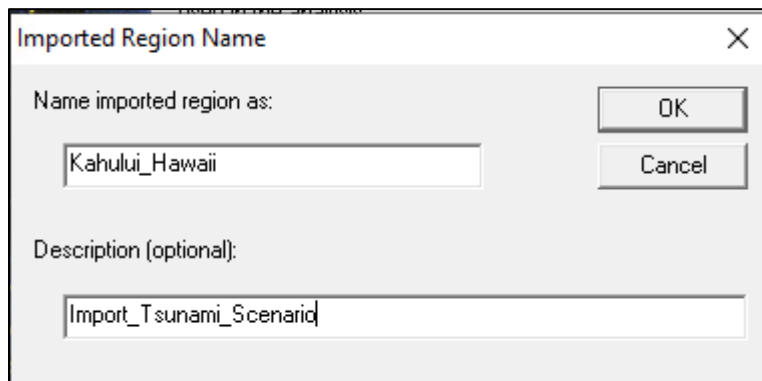 Imported Region Name
Name imported region as:
OK
Kahului_Hawaii
Cancel
Description (optional):
Import_Tsunami_Scenario